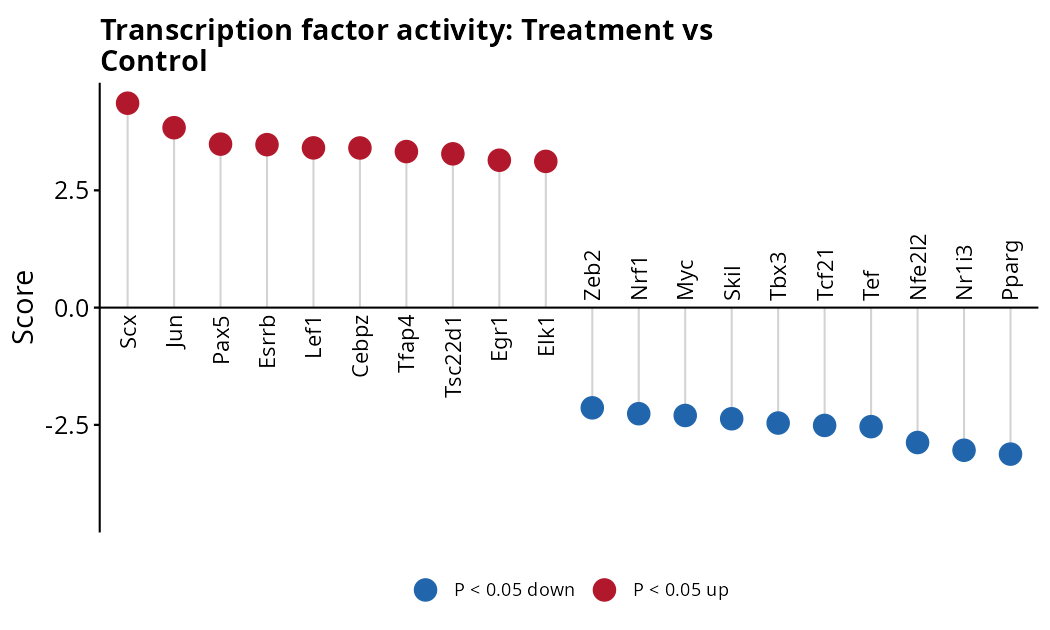 Transcription factor activity: Treatment vs
Control
Score
2.5
0.0
-2.5
Scx
Jun
Pax5
Esrrb
Lef1
Cebpz
Tfap4
Tsc22d1
Egr1
Elk1
Zeb2
Nrf1
Myc
Skil
Tbx3
Tcf21
Tef
Nfe2l2
Nr1i3
Pparg
P < 0.05 down
P < 0.05 up